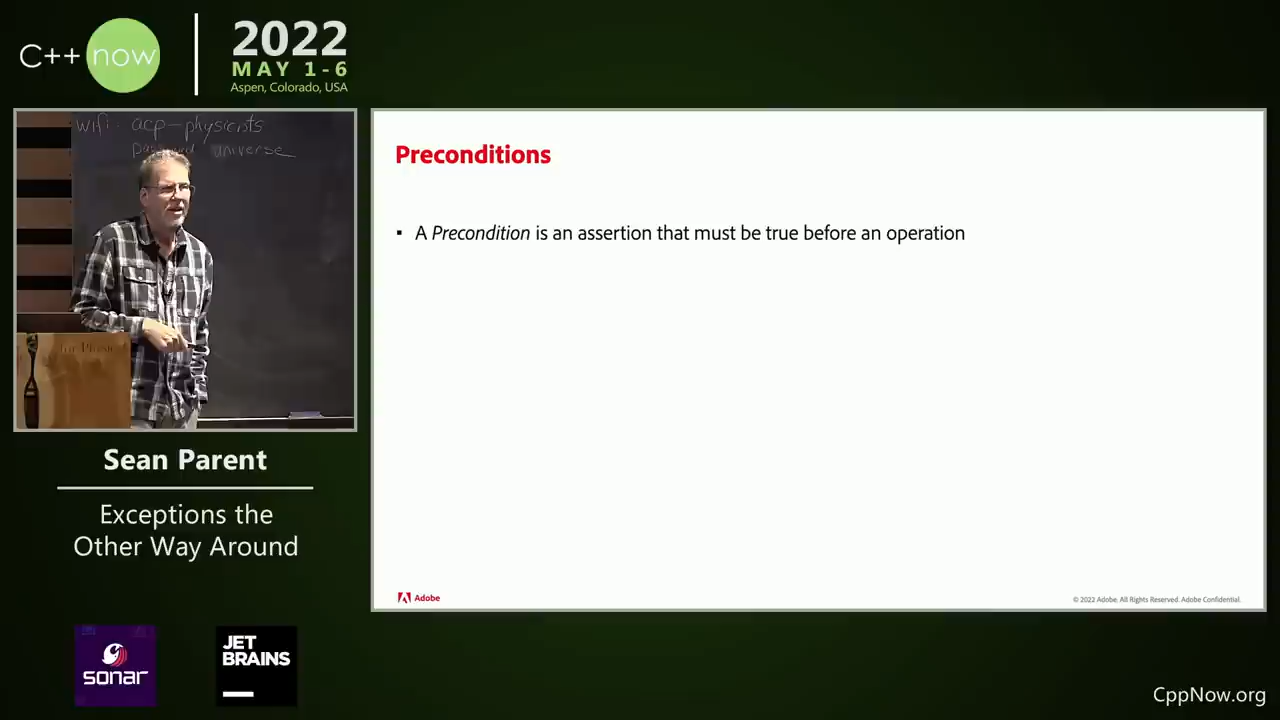 C++ now
2022
MAY 1-6
Aspen, Colorado, USA
wifi: acp-physicists
password universe
Preconditions
▪ A Precondition is an assertion that must be true before an operation
Sean Parent
Exceptions the
Other Way Around
Adobe
© 2022 Adobe. All Rights Reserved. Adobe Confidential.
sonar
JET
BRAINS
CppNow.org